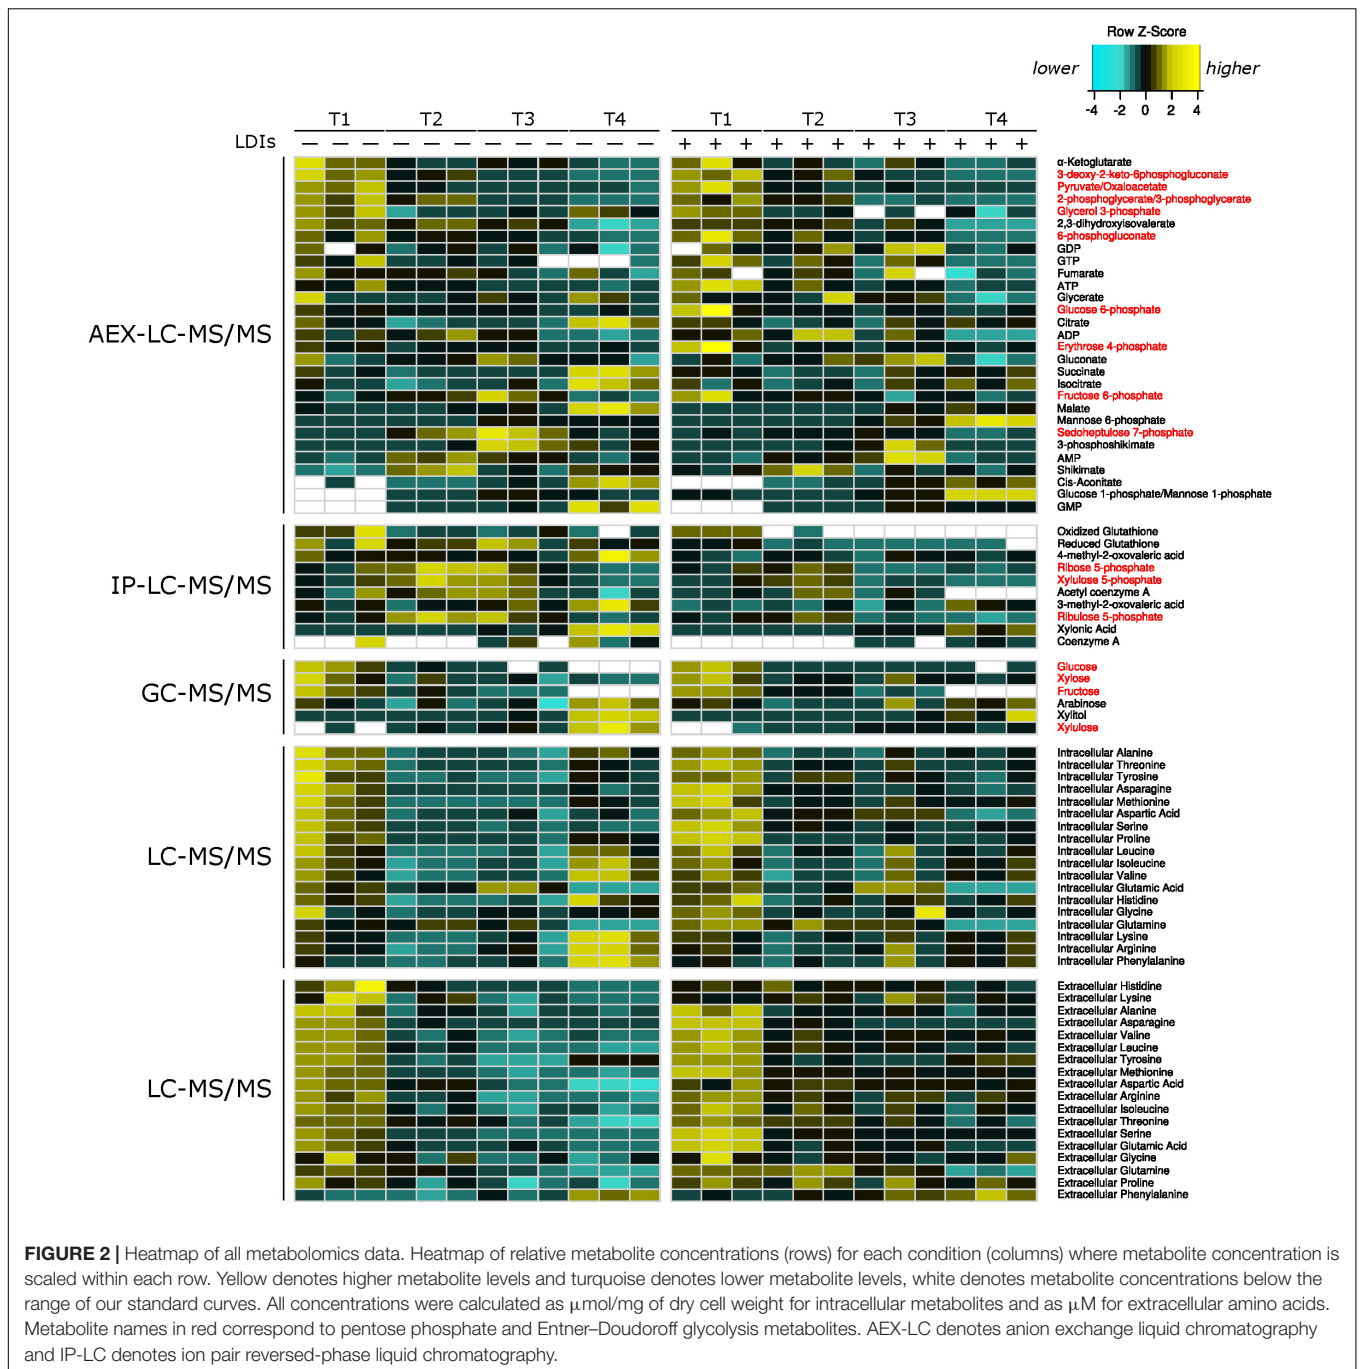 Row Z-Score
lower higher
-4 -2 0 2 4
T1 T2 T3 T4 T1 T2 T3 T4
LDIs — — — — — — — — — — — — + + + + + + + + + + + +
AEX-LC-MS/MS
α-Ketoglutarate
3-deoxy-2-keto-6phosphogluconate
Pyruvate/Oxaloacetate
2-phosphoglycerate/3-phosphoglycerate
Glycerol 3-phosphate
2,3-dihydroxyisovalerate
6-phosphogluconate
GDP
GTP
Fumarate
ATP
Glycerate
Glucose 6-phosphate
Citrate
ADP
Erythrose 4-phosphate
Gluconate
Succinate
Isocitrate
Fructose 6-phosphate
Malate
Mannose 6-phosphate
Sedoheptulose 7-phosphate
3-phosphoshikimate
AMP
Shikimate
Cis-Aconitate
Glucose 1-phosphate/Mannose 1-phosphate
GMP
IP-LC-MS/MS
Oxidized Glutathione
Reduced Glutathione
4-methyl-2-oxovaleric acid
Ribose 5-phosphate
Xylulose 5-phosphate
Acetyl coenzyme A
3-methyl-2-oxovaleric acid
Ribulose 5-phosphate
Xylonic Acid
Coenzyme A
GC-MS/MS
Glucose
Xylose
Fructose
Arabinose
Xylitol
Xylulose
LC-MS/MS
Intracellular Alanine
Intracellular Threonine
Intracellular Tyrosine
Intracellular Asparagine
Intracellular Methionine
Intracellular Aspartic Acid
Intracellular Serine
Intracellular Proline
Intracellular Leucine
Intracellular Isoleucine
Intracellular Valine
Intracellular Glutamic Acid
Intracellular Histidine
Intracellular Glycine
Intracellular Glutamine
Intracellular Lysine
Intracellular Arginine
Intracellular Phenylalanine
LC-MS/MS
Extracellular Histidine
Extracellular Lysine
Extracellular Alanine
Extracellular Asparagine
Extracellular Valine
Extracellular Leucine
Extracellular Tyrosine
Extracellular Methionine
Extracellular Aspartic Acid
Extracellular Arginine
Extracellular Isoleucine
Extracellular Threonine
Extracellular Serine
Extracellular Glutamic Acid
Extracellular Glycine
Extracellular Glutamine
Extracellular Proline
Extracellular Phenylalanine
FIGURE 2 | Heatmap of all metabolomics data. Heatmap of relative metabolite concentrations (rows) for each condition (columns) where metabolite concentration is
scaled within each row. Yellow denotes higher metabolite levels and turquoise denotes lower metabolite levels, white denotes metabolite concentrations below the
range of our standard curves. All concentrations were calculated as μmol/mg of dry cell weight for intracellular metabolites and as μM for extracellular amino acids.
Metabolite names in red correspond to pentose phosphate and Entner–Doudoroff glycolysis metabolites. AEX-LC denotes anion exchange liquid chromatography
and IP-LC denotes ion pair reversed-phase liquid chromatography.